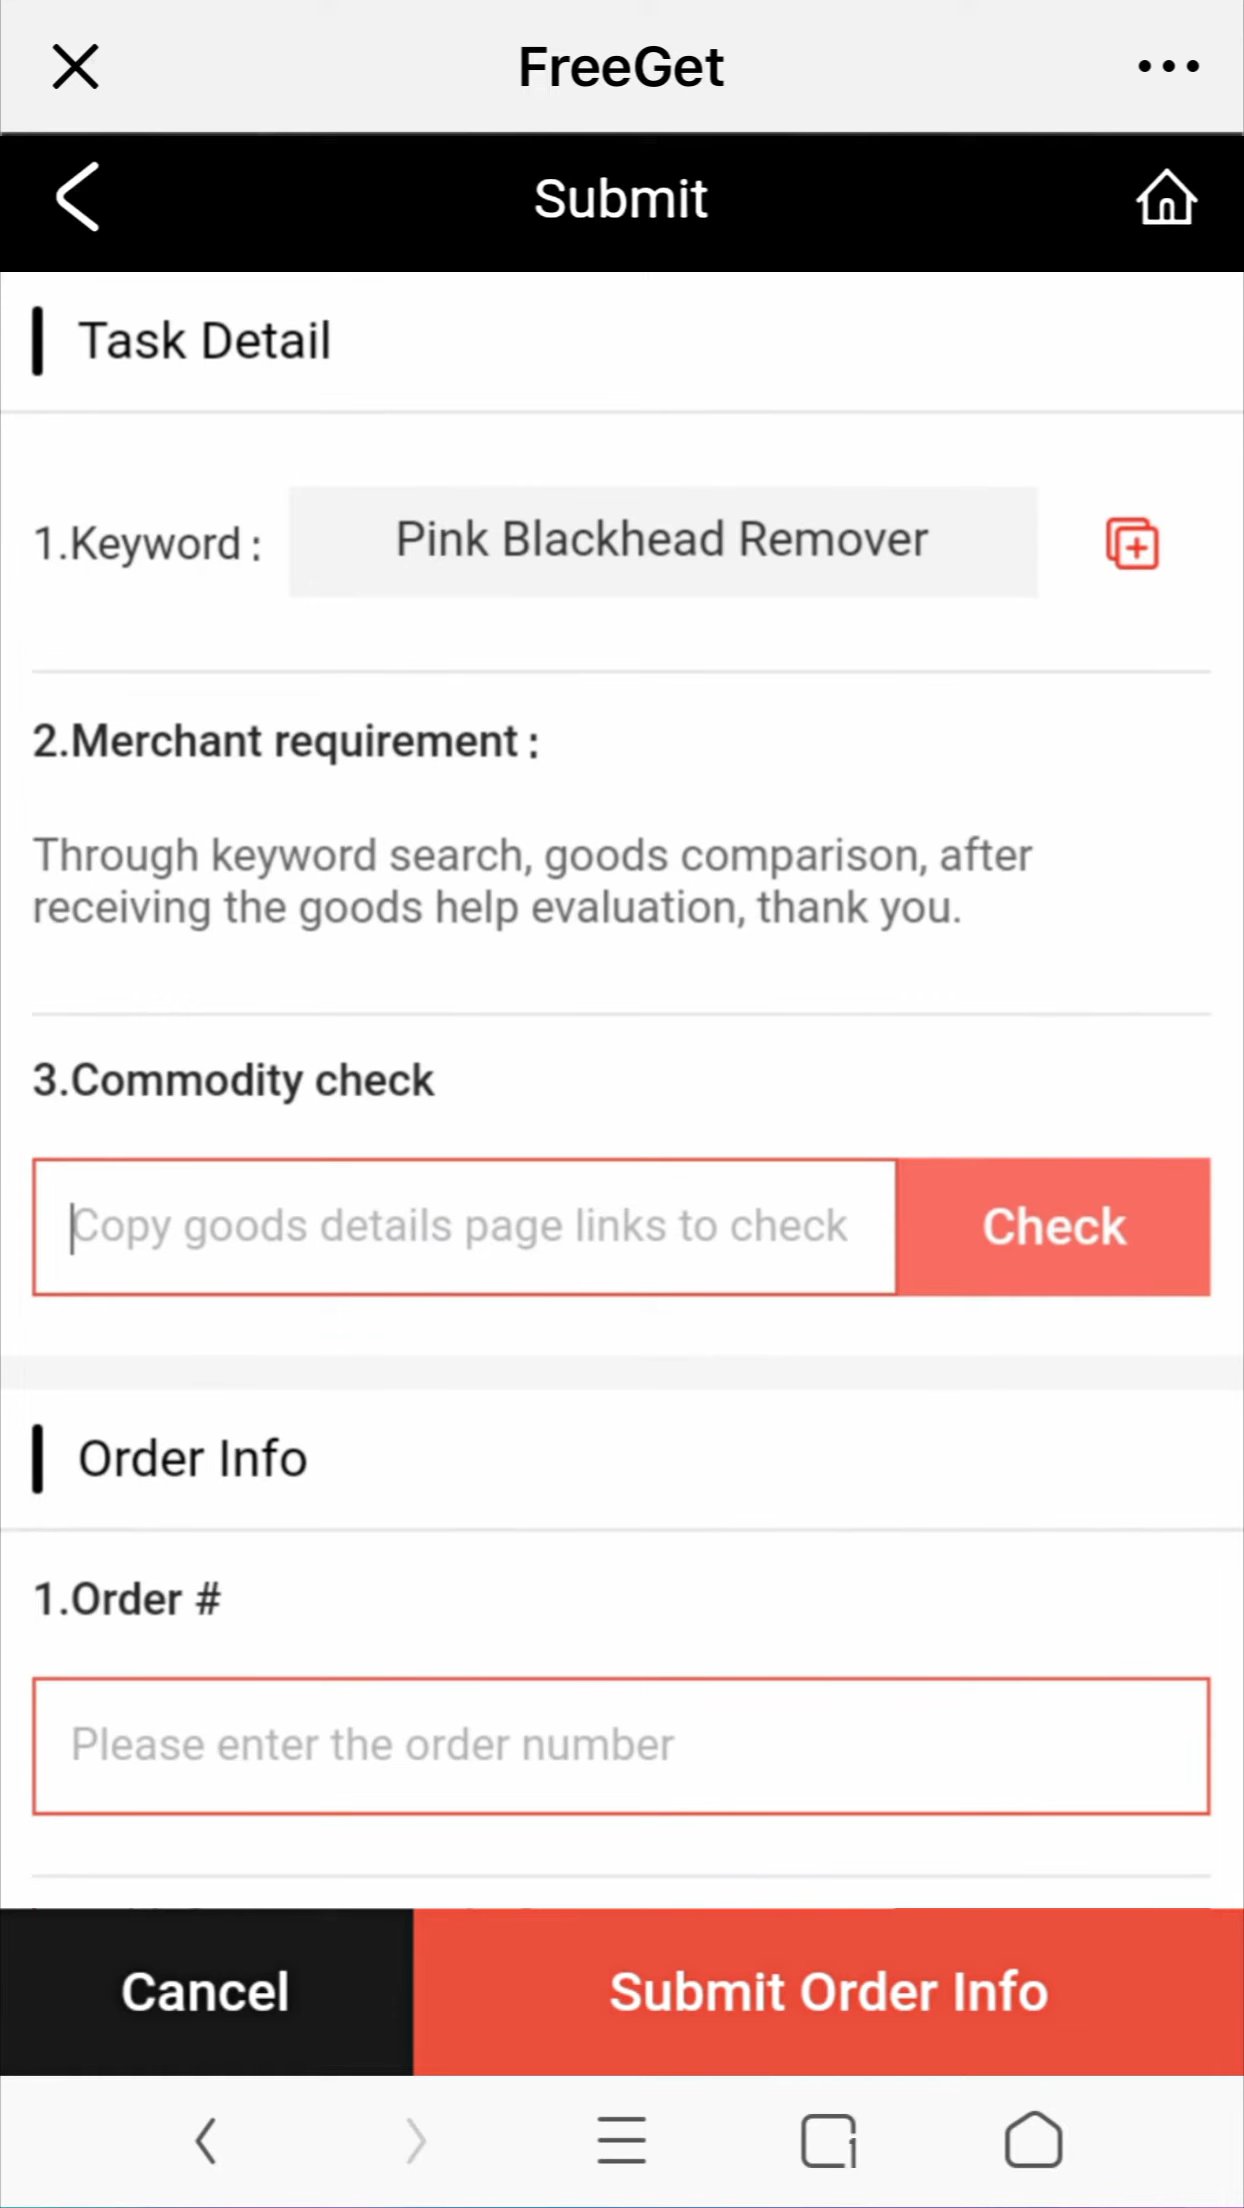 FreeGet
Submit
Task Detail
1.Keyword :
Pink Blackhead Remover
2.Merchant requirement :
Through keyword search, goods comparison, after
receiving the goods help evaluation, thank you.
3.Commodity check
Copy goods details page links to check
Check
Order Info
1.Order #
Please enter the order number
Cancel
Submit Order Info
1